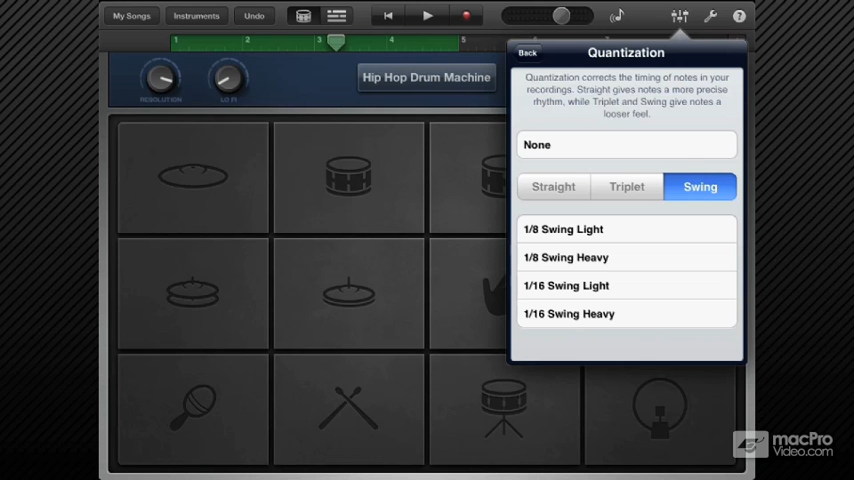 My Songs
Instruments
Undo
?
1
2
3
4
5
Back
Quantization
Quantization corrects the timing of notes in your
recordings. Straight gives notes a more precise
rhythm, while Triplet and Swing give notes a
looser feel.
RESOLUTION
LO FI
Hip Hop Drum Machine
None
Straight
Triplet
Swing
1/8 Swing Light
1/8 Swing Heavy
1/16 Swing Light
1/16 Swing Heavy
macPro
Video.com